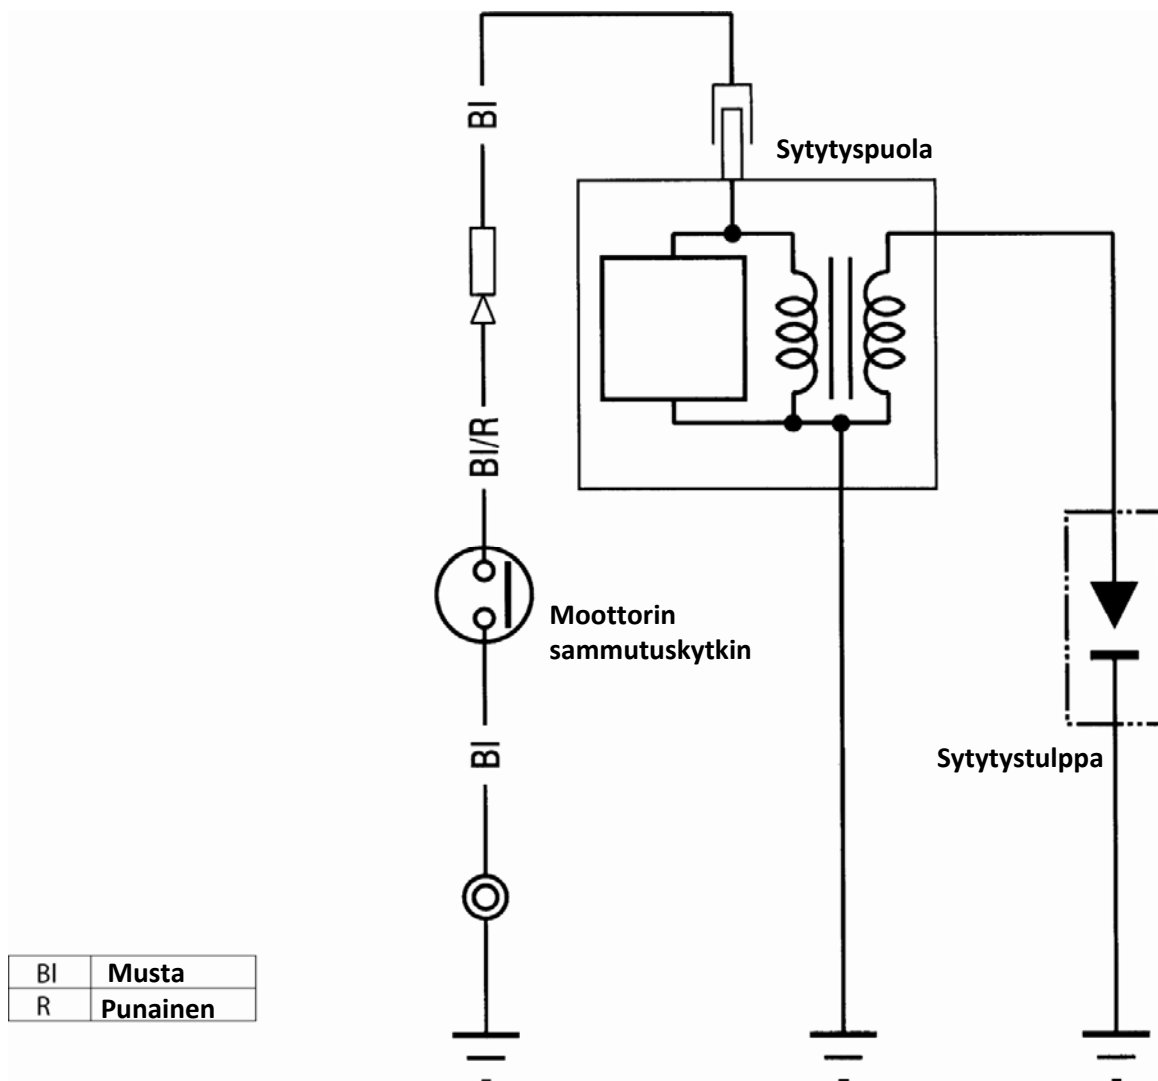 Bl
Sytytyspuola
Bl/R
Moottorin
sammutuskytkin
Bl
Sytytystulppa
Bl Musta
R Punainen